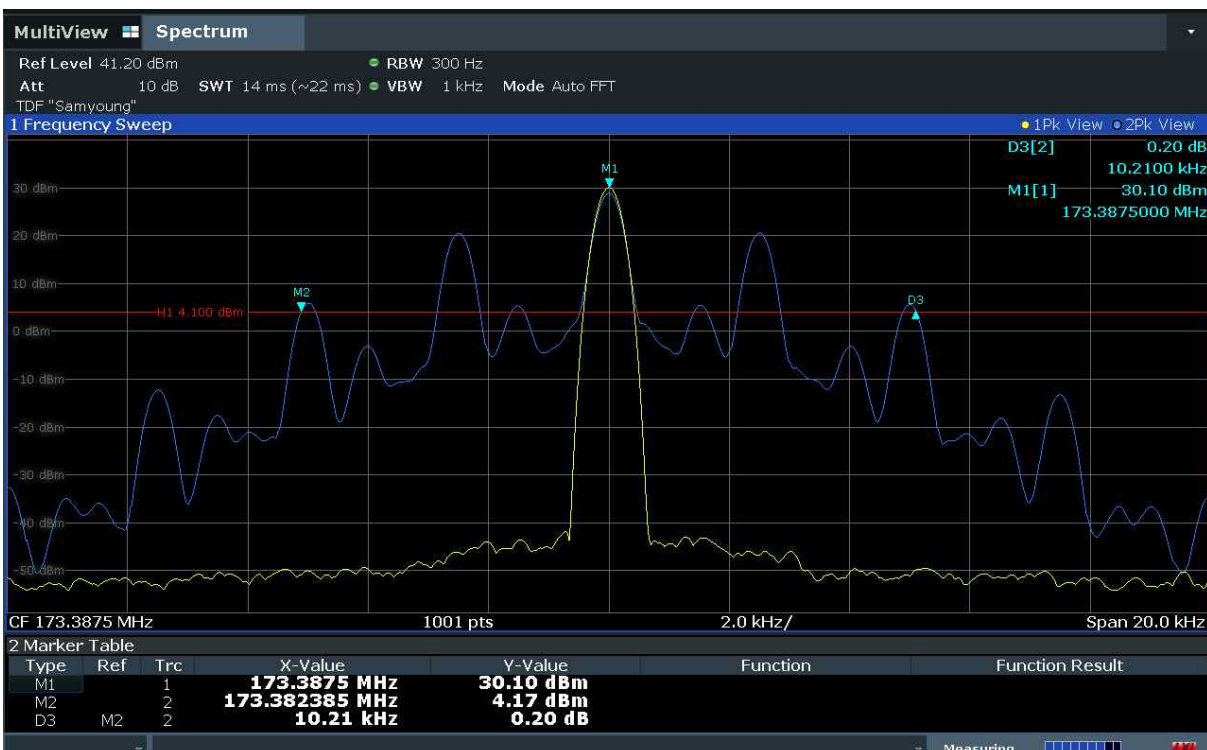 MultiView Spectrum
Ref Level 41.20 dBm RBW 300 Hz
Att 10 dB SWT 14 ms (~22 ms) VBW 1 kHz Mode Auto FFT
TDF "Samyoung"
1 Frequency Sweep 1Pk View 2Pk View
D3[2] 0.20 dB
10.2100 kHz
M1
30 dBm M1[1] 30.10 dBm
173.3875000 MHz
20 dBm
10 dBm
M2
D3
H1 4.100 dBm
0 dBm
-10 dBm
-20 dBm
-30 dBm
-40 dBm
-50 dBm
CF 173.3875 MHz 1001 pts 2.0 kHz/ Span 20.0 kHz
2 Marker Table
Type Ref Trc X-Value Y-Value Function Function Result
M1 1 173.3875 MHz 30.10 dBm
M2 2 173.382385 MHz 4.17 dBm
D3 M2 2 10.21 kHz 0.20 dB
Measuring